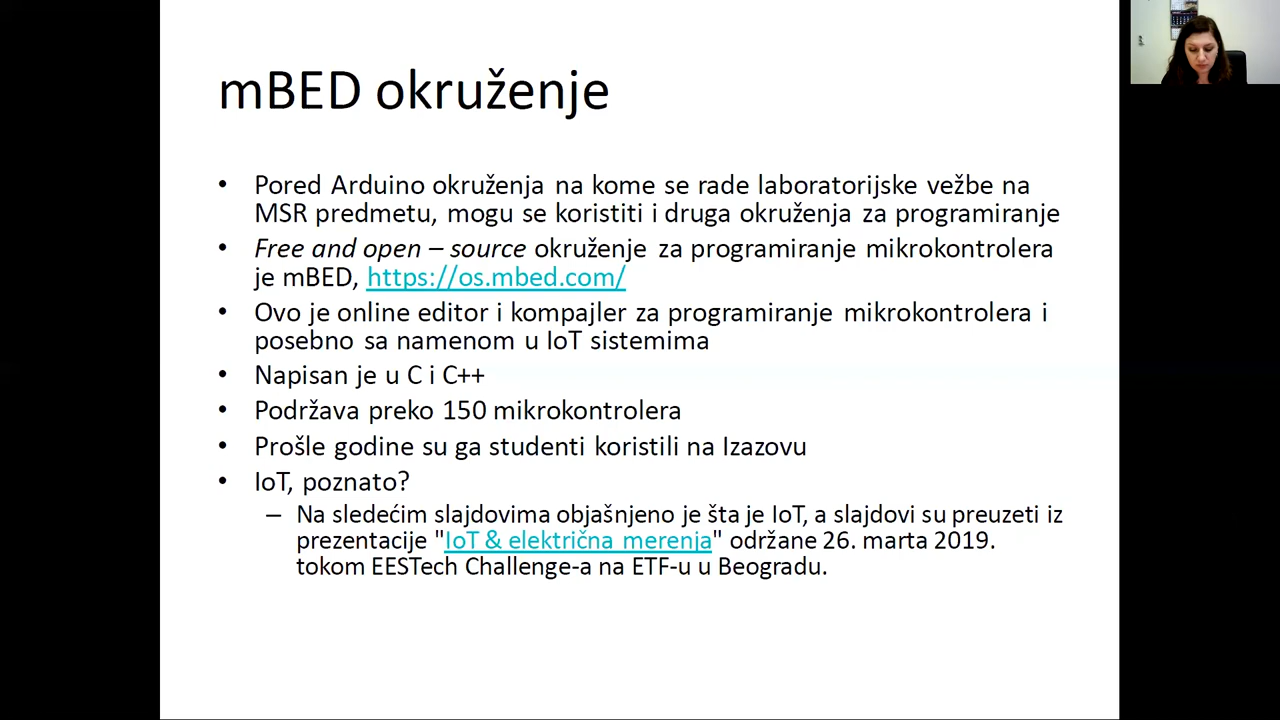 mBED okruženje
• Pored Arduino okruženja na kome se rade laboratorijske vežbe na
MSR predmetu, mogu se koristiti i druga okruženja za programiranje
• Free and open – source okruženje za programiranje mikrokontrolera
je mBED, https://os.mbed.com/
• Ovo je online editor i kompajler za programiranje mikrokontrolera i
posebno sa namenom u IoT sistemima
• Napisan je u C i C++
• Podržava preko 150 mikrokontrolera
• Prošle godine su ga studenti koristili na Izazovu
• IoT, poznato?
– Na sledećim slajdovima objašnjeno je šta je IoT, a slajdovi su preuzeti iz
prezentacije "IoT & električna merenja" održane 26. marta 2019.
tokom EESTech Challenge-a na ETF-u u Beogradu.